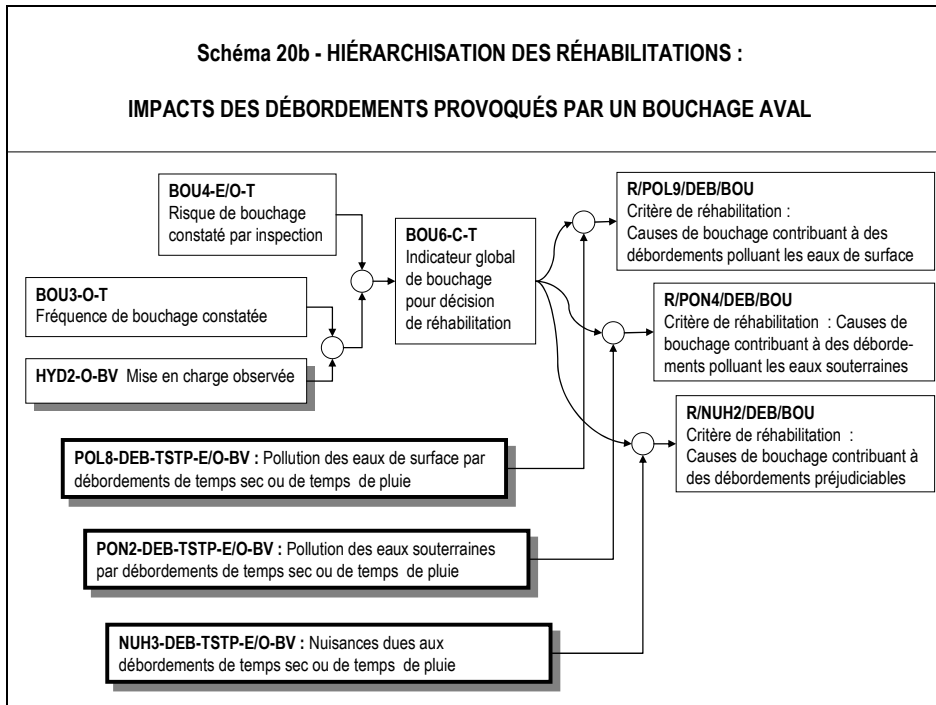 Schéma 20b - HIÉRARCHISATION DES RÉHABILITATIONS :
IMPACTS DES DÉBORDEMENTS PROVOQUÉS PAR UN BOUCHAGE AVAL
BOU4-E/O-T
Risque de bouchage
constaté par inspection
BOU3-O-T
Fréquence de bouchage constatée
HYD2-O-BV Mise en charge observée
BOU6-C-T
Indicateur global
de bouchage
pour décision
de réhabilitation
R/POL9/DEB/BOU
Critère de réhabilitation :
Causes de bouchage contribuant à des
débordements polluant les eaux de surface
R/PON4/DEB/BOU
Critère de réhabilitation : Causes de
bouchage contribuant à des déborde-
ments polluant les eaux souterraines
R/NUH2/DEB/BOU
Critère de réhabilitation :
Causes de bouchage contribuant à
des débordements préjudiciables
POL8-DEB-TSTP-E/O-BV : Pollution des eaux de surface par
débordements de temps sec ou de temps de pluie
PON2-DEB-TSTP-E/O-BV : Pollution des eaux souterraines
par débordements de temps sec ou de temps de pluie
NUH3-DEB-TSTP-E/O-BV : Nuisances dues aux
débordements de temps sec ou de temps de pluie